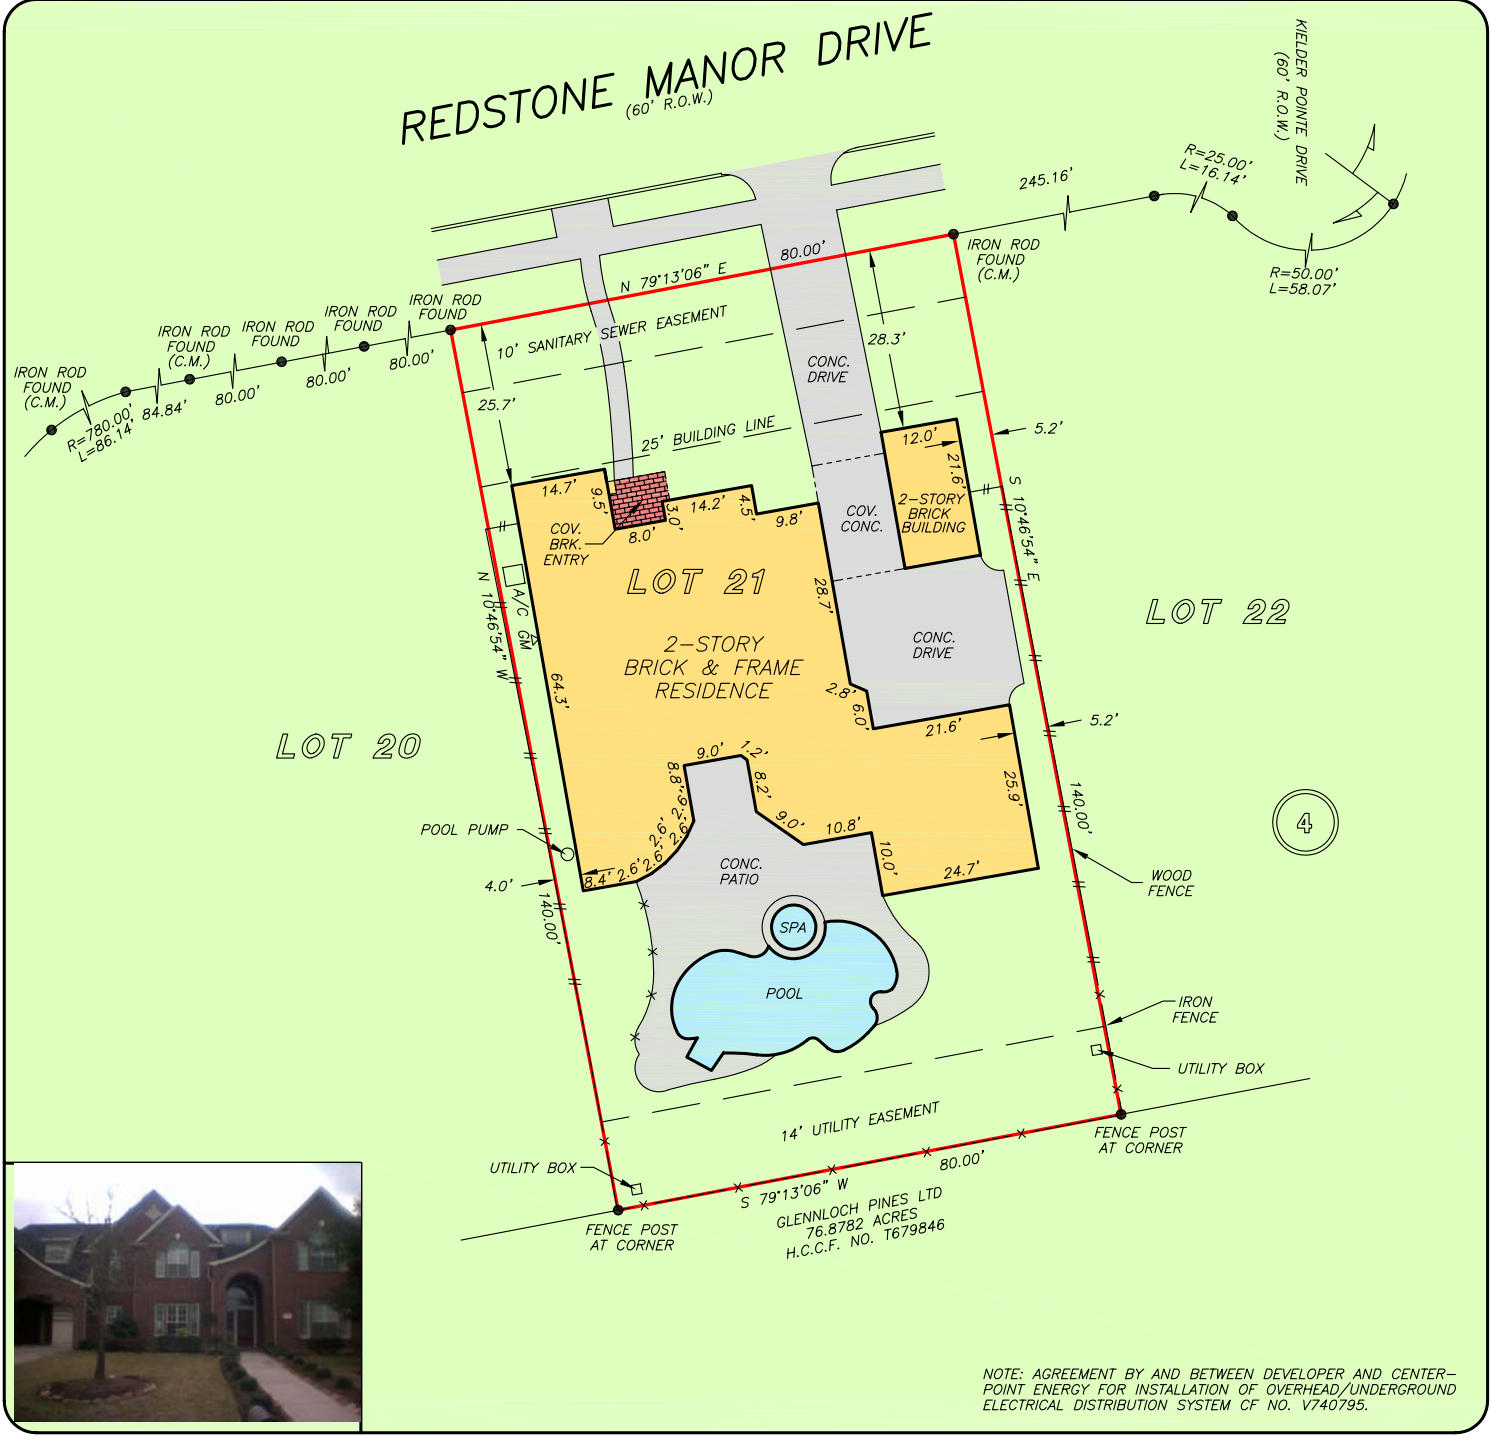 REDSTONE MANOR DRIVE
(60' R.O.W.)
KIELDER POINTE DRIVE
(60' R.O.W.)
R=25.00'
L=16.14'
245.16'
R=50.00'
L=58.07'
IRON ROD
FOUND
(C.M.)
80.00'
N 79°13'06" E
IRON ROD
FOUND
IRON ROD
FOUND
IRON ROD
FOUND
IRON ROD
FOUND
(C.M.)
IRON ROD
FOUND
(C.M.)
80.00'
80.00'
80.00'
84.84'
R=780.00'
L=86.14'
10' SANITARY SEWER EASEMENT
28.3'
25.7'
CONC.
DRIVE
25' BUILDING LINE
5.2'
12.0'
21.6'
2-STORY
BRICK
BUILDING
S 10°46'54" E
14.7'
9.5'
8.0'
3.0'
14.2'
4.5'
9.8'
COV.
CONC.
COV.
BRK.
ENTRY
LOT 21
A/C
GM
N 10°46'54" W
28.7'
LOT 22
2-STORY
BRICK & FRAME
RESIDENCE
CONC.
DRIVE
64.3'
2.8'
6.0'
21.6'
5.2'
LOT 20
9.0'
1.2'
8.8'
8.2'
25.9'
140.00'
2.6'
2.6'
2.6'
2.6'
2.6'
8.4'
9.0'
10.8'
10.0'
24.7'
4
POOL PUMP
4.0'
140.00'
CONC.
PATIO
WOOD
FENCE
SPA
POOL
IRON
FENCE
UTILITY BOX
14' UTILITY EASEMENT
FENCE POST
AT CORNER
UTILITY BOX
80.00'
S 79°13'06" W
FENCE POST
AT CORNER
GLENNLOCH PINES LTD
76.8782 ACRES
H.C.C.F. NO. T679846
NOTE: AGREEMENT BY AND BETWEEN DEVELOPER AND CENTER-
POINT ENERGY FOR INSTALLATION OF OVERHEAD/UNDERGROUND
ELECTRICAL DISTRIBUTION SYSTEM CF NO. V740795.